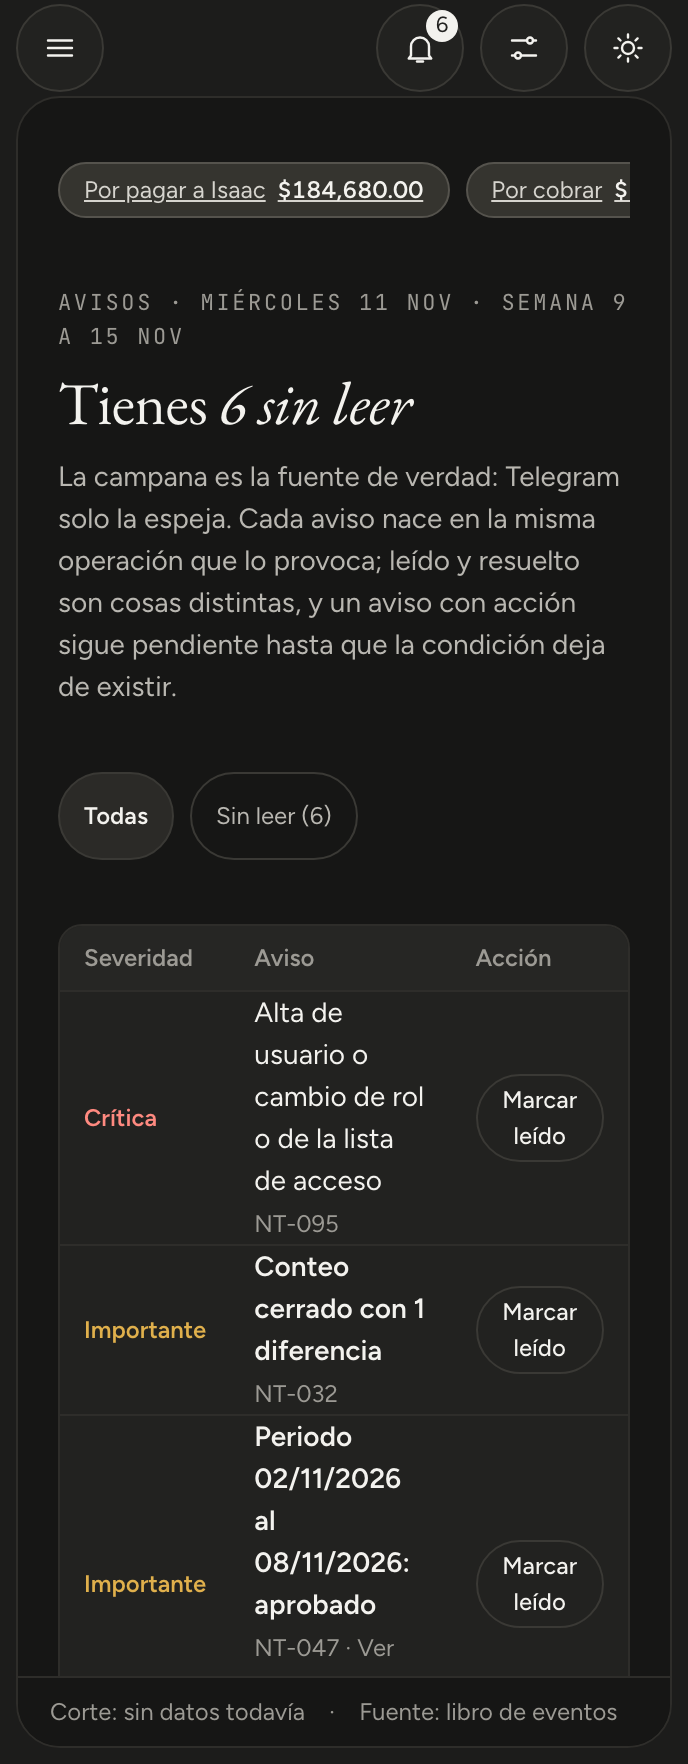 6
Por pagar a Isaac $184,680.00 Por cobrar $
AVISOS · MIÉRCOLES 11 NOV · SEMANA 9
A 15 NOV
Tienes 6 sin leer
La campana es la fuente de verdad: Telegram
solo la espeja. Cada aviso nace en la misma
operación que lo provoca; leído y resuelto
son cosas distintas, y un aviso con acción
sigue pendiente hasta que la condición deja
de existir.
Todas Sin leer (6)
Severidad Aviso Acción
Alta de
usuario o
cambio de rol
o de la lista
de acceso
NT-095
Crítica
Marcar
leído
Conteo
cerrado con 1
diferencia
NT-032
Importante
Marcar
leído
Periodo
02/11/2026
al
08/11/2026:
aprobado
NT-047 · Ver
Importante
Marcar
leído
Corte: sin datos todavía · Fuente: libro de eventos